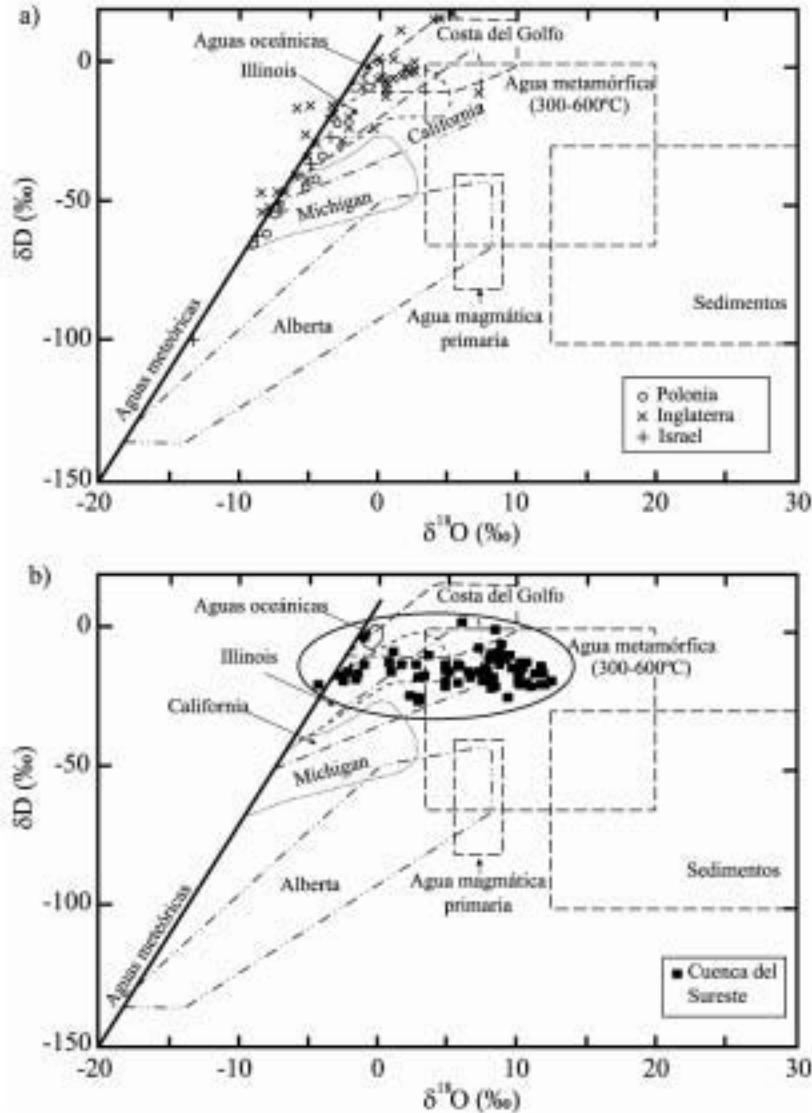 a)
Aguas oceánicas
Costa del Golfo
Illinois
Agua metamórfica
(300-600ºC)
California
Michigan
Aguas meteóricas
Alberta
Agua magmática
primaria
Sedimentos
Polonia
Inglaterra
Israel
δD (‰)
0
-50
-100
-150
-20
-10
0
10
20
30
δ¹⁸O (‰)
b)
Aguas oceánicas
Costa del Golfo
Illinois
Agua metamórfica
(300-600ºC)
California
Michigan
Aguas meteóricas
Alberta
Agua magmática
primaria
Sedimentos
Cuenca del
Sureste
δD (‰)
0
-50
-100
-150
-20
-10
0
10
20
30
δ¹⁸O (‰)